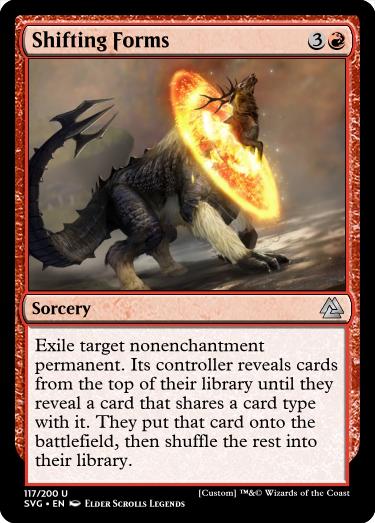 Shifting Forms 3
Sorcery
Exile target nonenchantment
permanent. Its controller reveals cards
from the top of their library until they
reveal a card that shares a card type
with it. They put that card onto the
battlefield, then shuffle the rest into
their library.
117/200 U
SVG • EN Elder Scrolls Legends
[Custom] ™&© Wizards of the Coast